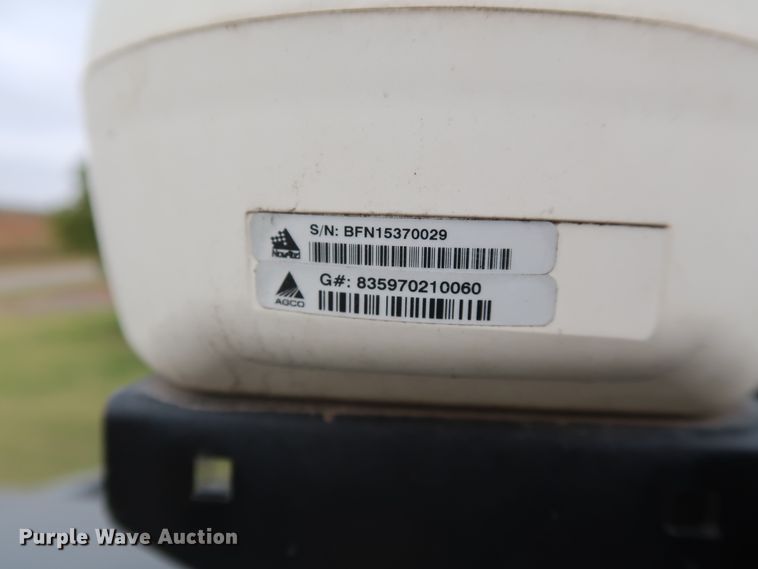 S/N: BFN15370029
NovAtel
G#: 835970210060
AGCO
Purple Wave Auction